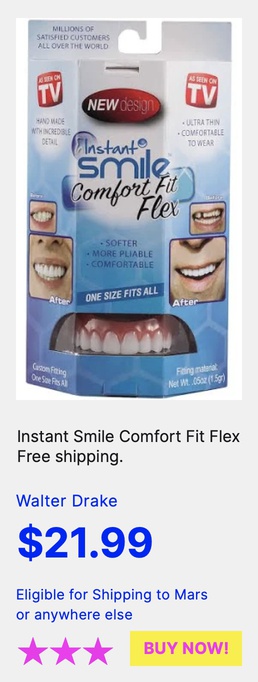 MILLIONS OF
SATISFIED CUSTOMERS
ALL OVER THE WORLD
AS SEEN ON
TV
AS SEEN ON
TV
NEW design
HAND MADE
WITH INCREDIBLE
DETAIL
• ULTRA THIN
• COMFORTABLE
TO WEAR
Instant
smile
Comfort Fit
Flex
• SOFTER
• MORE PLIABLE
• COMFORTABLE
After
After
ONE SIZE FITS ALL
Custom Fitting
One Size Fits All
Fitting material
Net Wt. .05oz (1.5gr)
Instant Smile Comfort Fit Flex
Free shipping.
Walter Drake
$21.99
Eligible for Shipping to Mars
or anywhere else
BUY NOW!